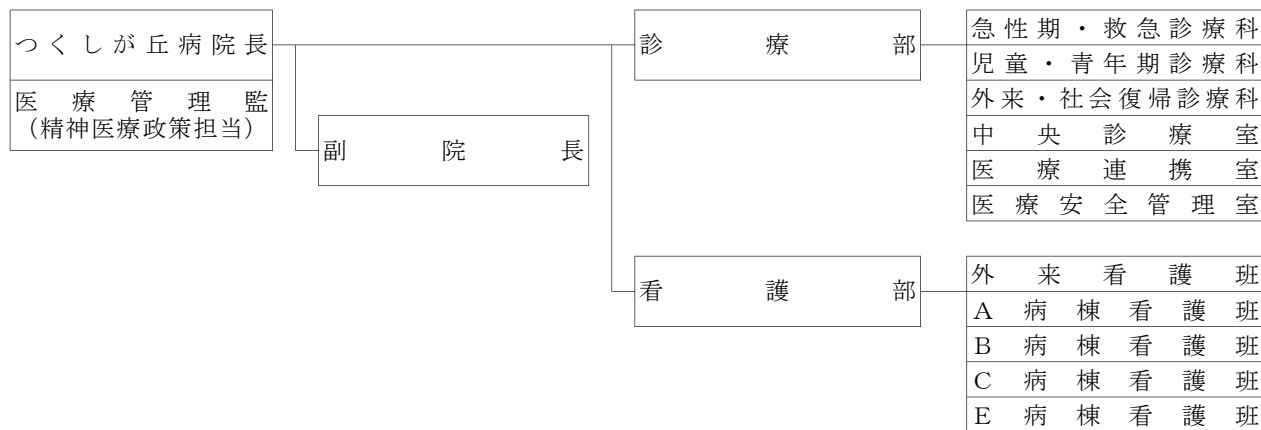 つくしが丘病院長
医療管理監
（精神医療政策担当）
副院長
診療部
急性期・救急診療科
児童・青年期診療科
外来・社会復帰診療科
中央診療室
医療連携室
医療安全管理室
看護部
外来看護班
A病棟看護班
B病棟看護班
C病棟看護班
E病棟看護班